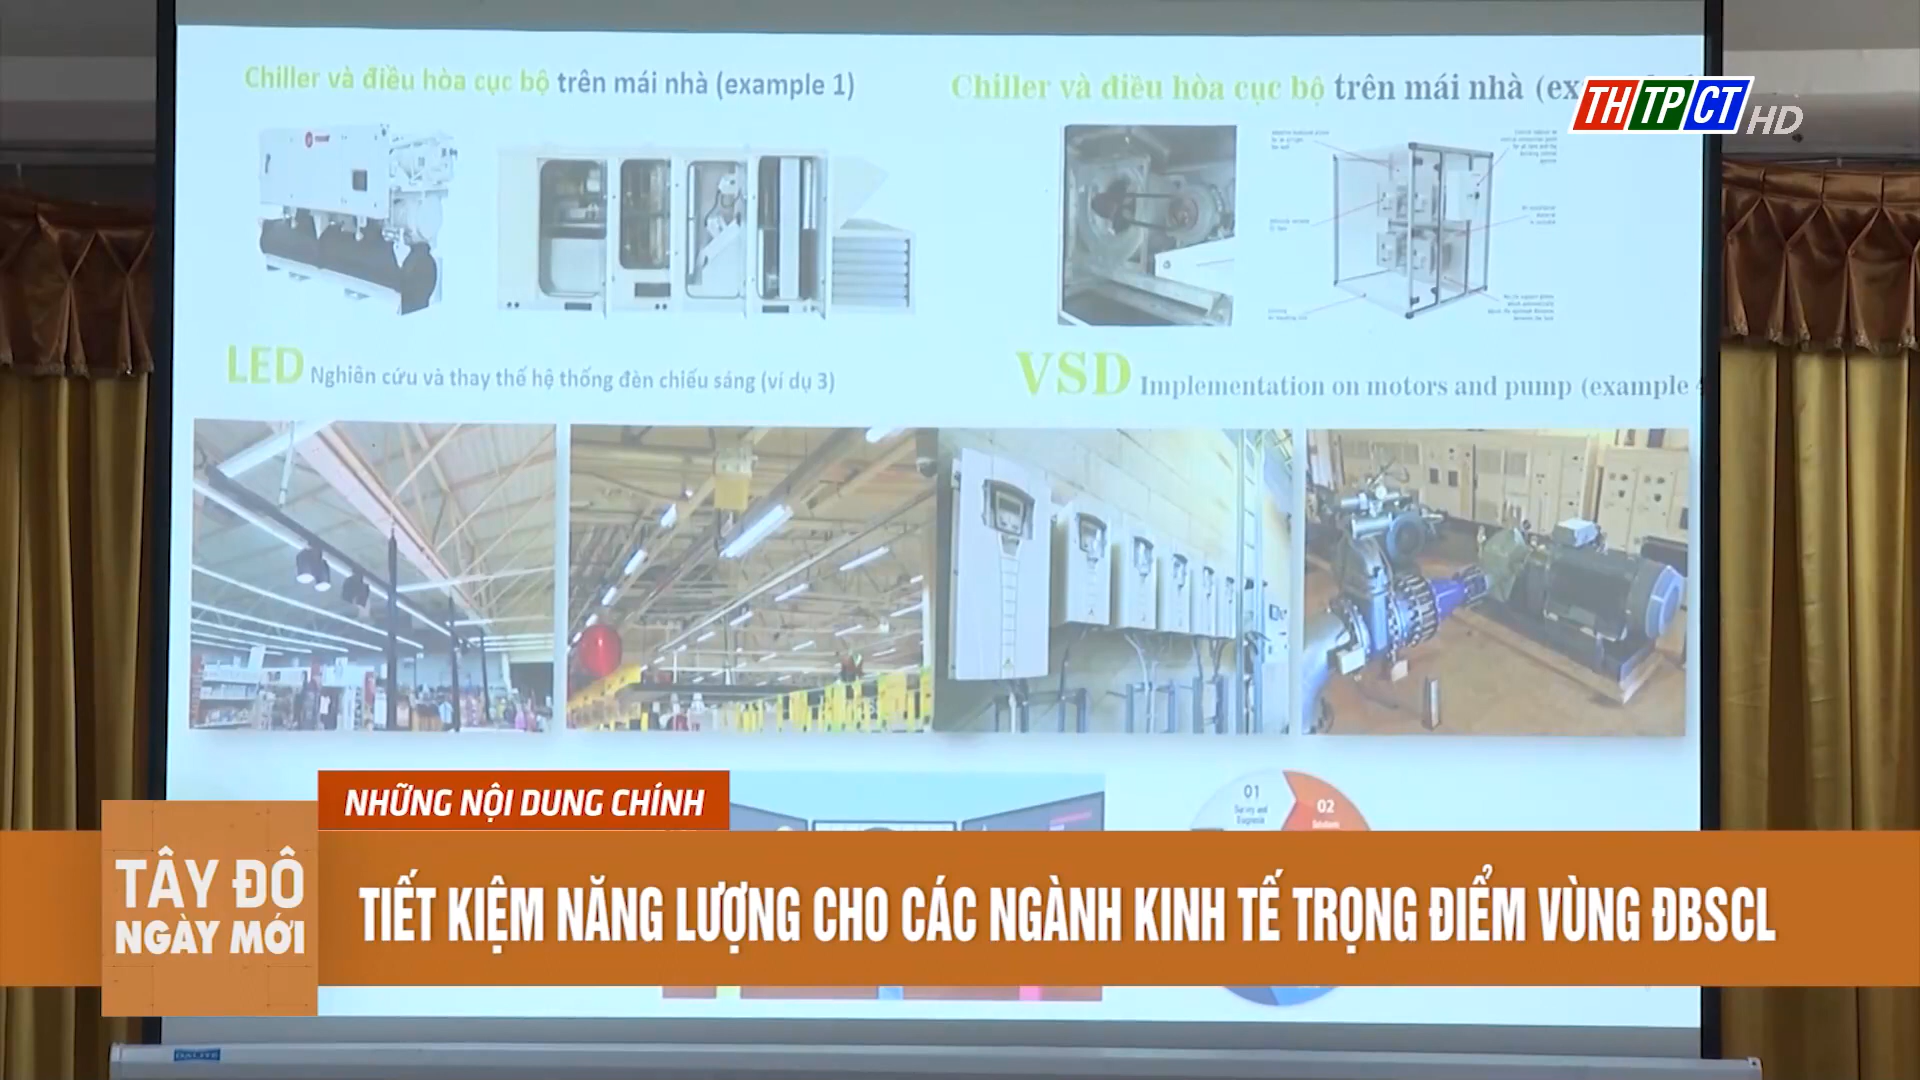 Chiller và điều hòa cục bộ trên mái nhà (example 1)
Chiller và điều hòa cục bộ trên mái nhà (ex
THTPCT HD
LED Nghiên cứu và thay thế hệ thống đèn chiếu sáng (ví dụ 3)
VSD Implementation on motors and pump (example 4
01
02
NHỮNG NỘI DUNG CHÍNH
TÂY ĐÔ
NGÀY MỚI
TIẾT KIỆM NĂNG LƯỢNG CHO CÁC NGÀNH KINH TẾ TRỌNG ĐIỂM VÙNG ĐBSCL
DALITE